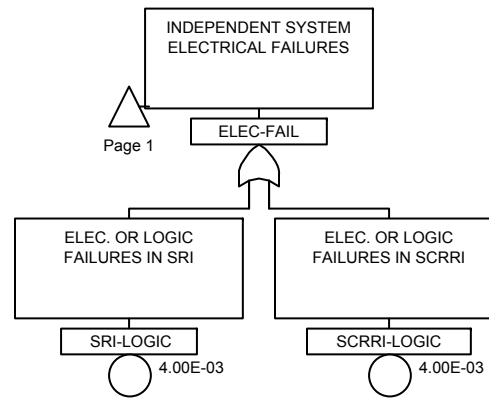 INDEPENDENT SYSTEM
ELECTRICAL FAILURES
Page 1
ELEC-FAIL
ELEC. OR LOGIC
FAILURES IN SRI
SRI-LOGIC
4.00E-03
ELEC. OR LOGIC
FAILURES IN SCRRI
SCRRI-LOGIC
4.00E-03